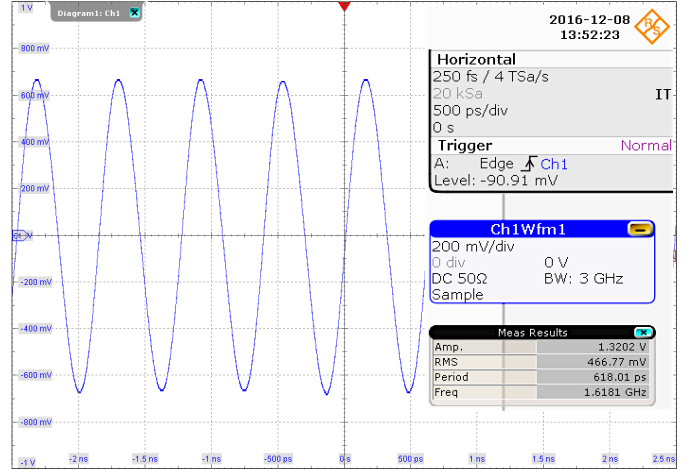 1 V
Diagram1: Ch1
2016-12-08
13:52:23
R&S
Horizontal
250 fs / 4 TSa/s
20 kSa IT
500 ps/div
0 s
Trigger Normal
A: Edge Ch1
Level: -90.91 mV
Ch1Wfm1
200 mV/div
0 div 0 V
DC 50Ω BW: 3 GHz
Sample
Meas Results
Amp. 1.3202 V
RMS 466.77 mV
Period 618.01 ps
Freq 1.6181 GHz
800 mV
600 mV
400 mV
200 mV
-200 mV
-400 mV
-600 mV
-800 mV
-1 V
-2 ns -1.5 ns -1 ns -500 ps 0 s 500 ps 1 ns 1.5 ns 2 ns 2.5 ns